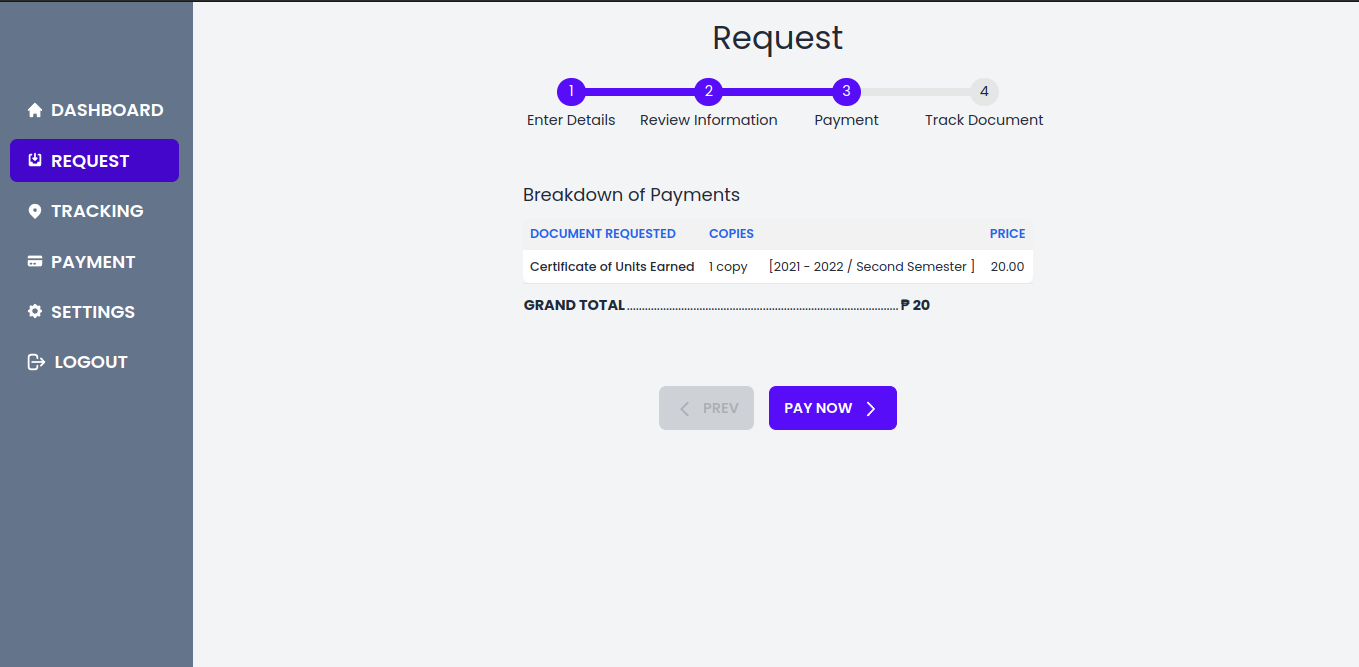 Request
1 2 3 4
Enter Details Review Information Payment Track Document
DASHBOARD
REQUEST
TRACKING
PAYMENT
SETTINGS
LOGOUT
Breakdown of Payments
DOCUMENT REQUESTED COPIES PRICE
Certificate of Units Earned 1 copy [2021 - 2022 / Second Semester ] 20.00
GRAND TOTAL........................................................................................... ₱ 20
PREV PAY NOW